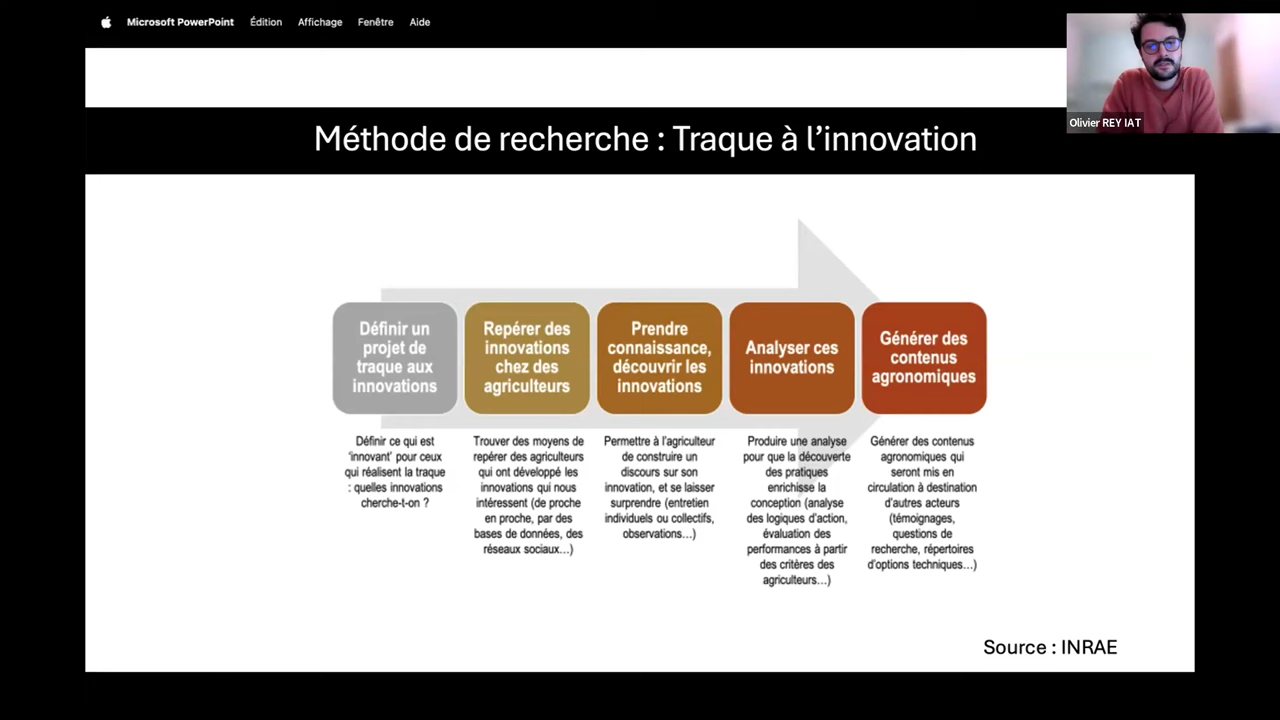 Microsoft PowerPoint Édition Affichage Fenêtre Aide
Olivier REY IAT
Méthode de recherche : Traque à l’innovation
Définir un
projet de
traque aux
innovations
Repérer des
innovations
chez des
agriculteurs
Prendre
connaissance,
découvrir les
innovations
Analyser ces
innovations
Générer des
contenus
agronomiques
Définir ce qui est
‘innovant’ pour ceux
qui réalisent la traque
: quelles innovations
cherche-t-on ?
Trouver des moyens de
repérer des agriculteurs
qui ont développé les
innovations qui nous
intéressent (de proche
en proche, par des
bases de données, des
réseaux sociaux…)
Permettre à l’agriculteur
de construire un
discours sur son
innovation, et se laisser
surprendre (entretien
individuels ou collectifs,
observations…)
Produire une analyse
pour que la découverte
des pratiques
enrichisse la
conception (analyse
des logiques d’action,
évaluation des
performances à partir
des critères des
agriculteurs…)
Générer des contenus
agronomiques qui
seront mis en
circulation à destination
d’autres acteurs
(témoignages,
questions de
recherche, répertoires
d’options techniques…)
Source : INRAE